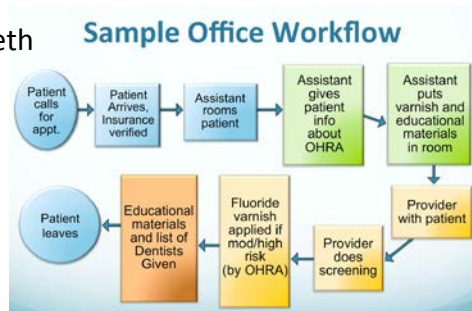 eth
Sample Office Workflow
Patient
calls
for
appt.
Patient
Arrives,
Insurance
verified
Assistant
rooms
patient
Assistant
gives
patient
info
about
OHRA
Assistant
puts
varnish and
educational
materials
in room
Provider
with patient
Provider
does
screening
Fluoride
varnish
applied if
mod/high
risk
(by OHRA)
Educational
materials
and list of
Dentists
Given
Patient
leaves